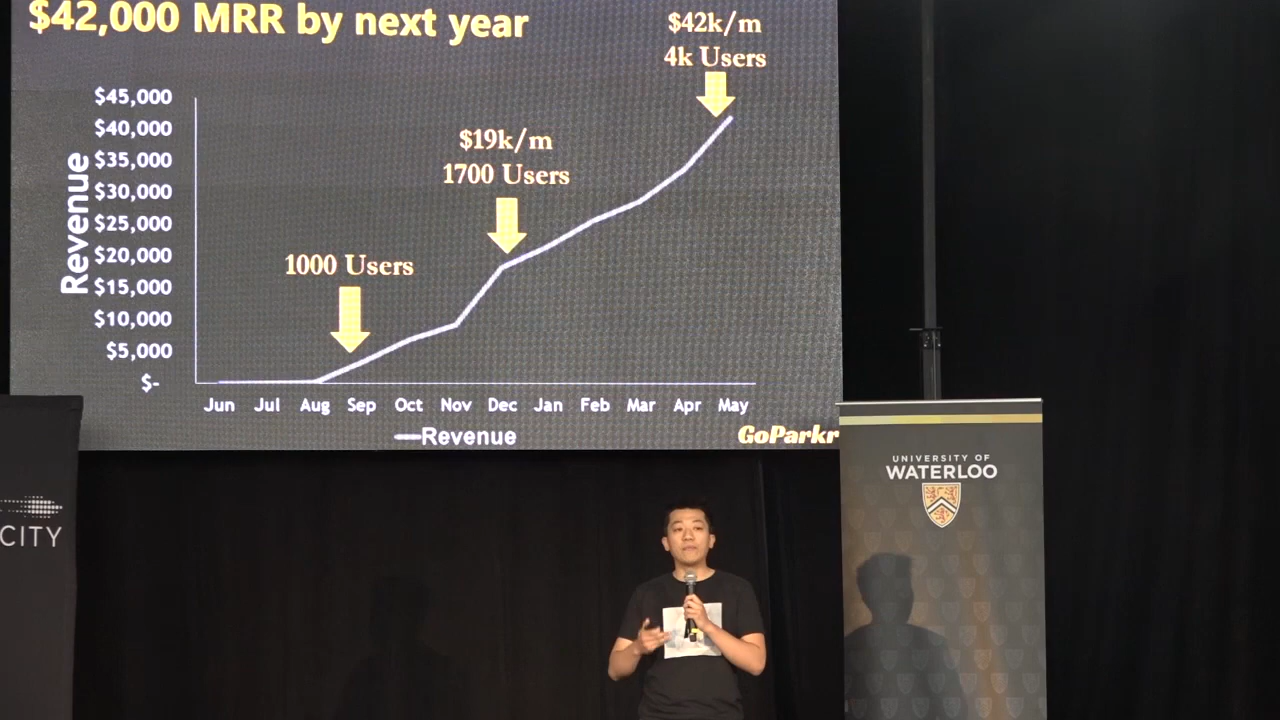 $42,000 MRR by next year
$42k/m
4k Users
$19k/m
1700 Users
1000 Users
Revenue
$45,000
$40,000
$35,000
$30,000
$25,000
$20,000
$15,000
$10,000
$5,000
$-
Jun Jul Aug Sep Oct Nov Dec Jan Feb Mar Apr May
Revenue
GoParkr
UNIVERSITY OF
WATERLOO
CITY